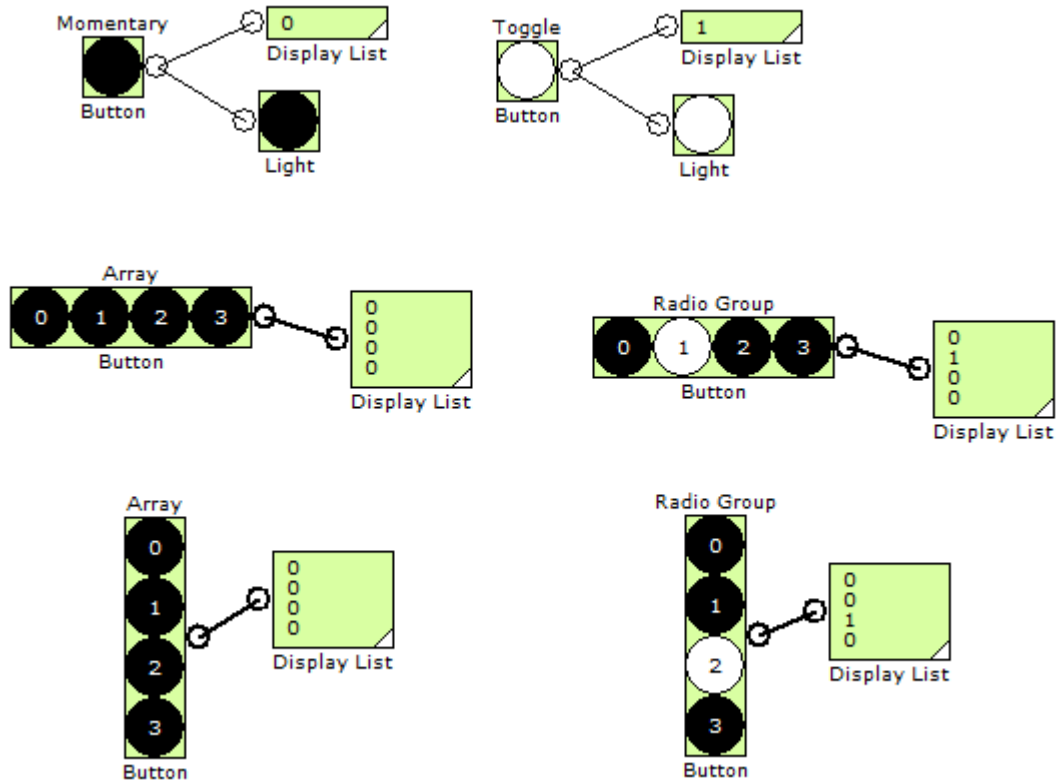 Momentary
0
Display List
Button
Light
Toggle
1
Display List
Button
Light
Array
0 1 2 3
Button
0
0
0
0
Display List
Radio Group
0 1 2 3
Button
0
1
0
0
Display List
Array
0
1
2
3
Button
0
0
0
0
Display List
Radio Group
0
1
2
3
Button
0
0
1
0
Display List